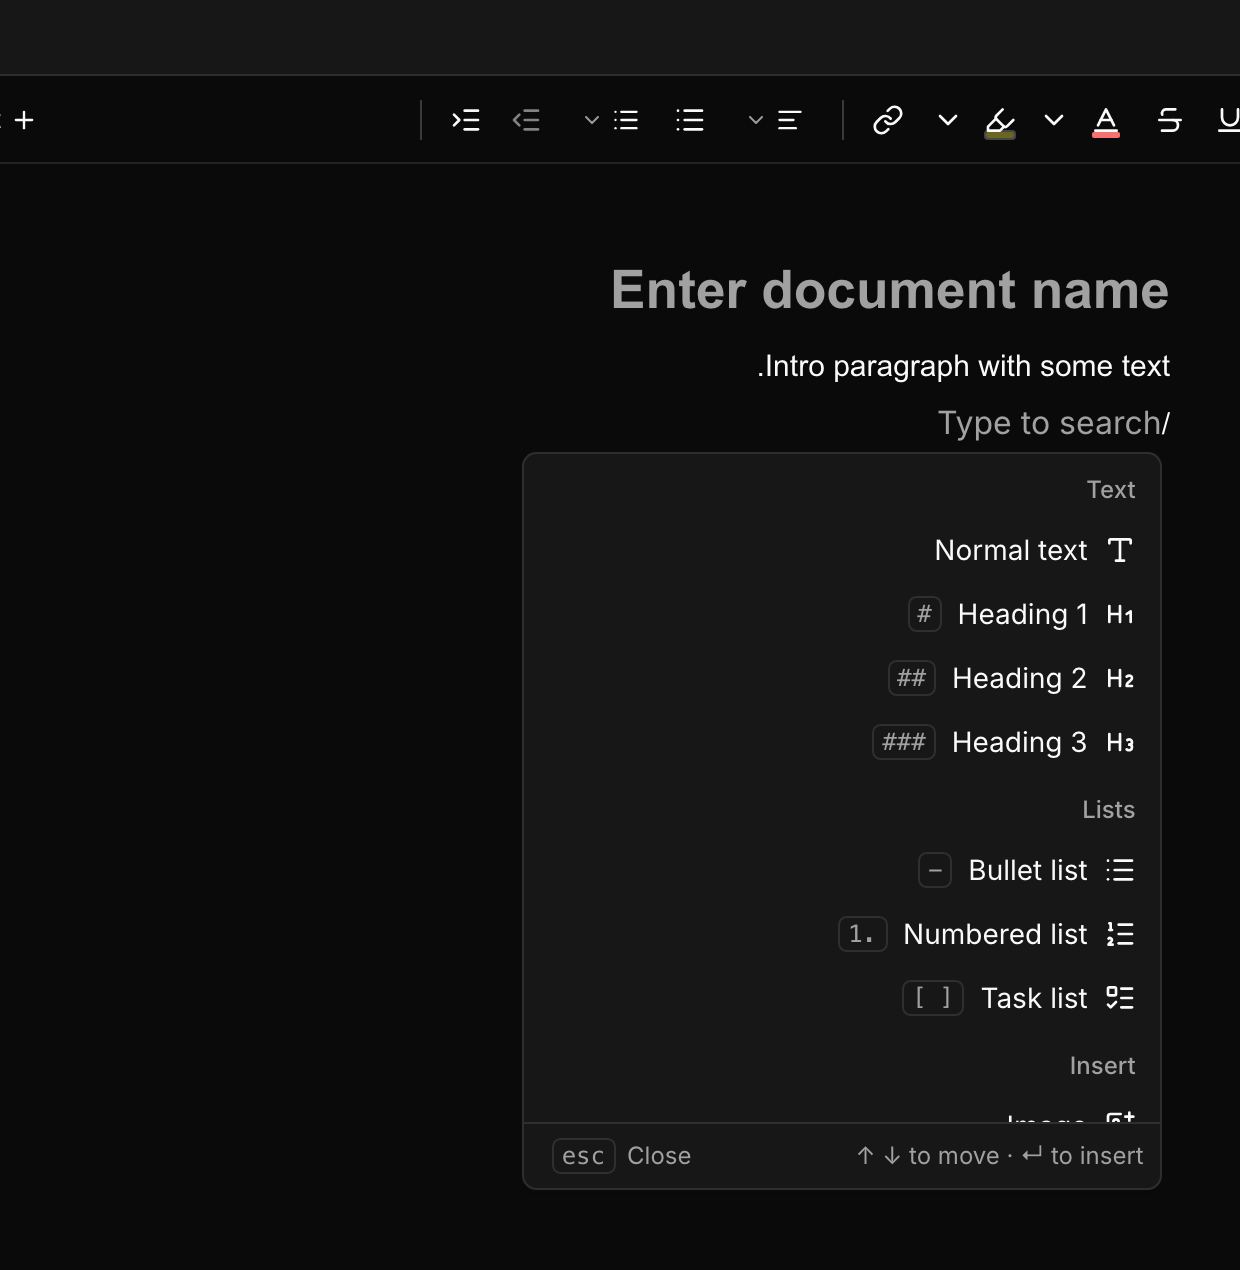 Enter document name
.Intro paragraph with some text
Type to search/
Text
Normal text
# Heading 1 H1
## Heading 2 H2
### Heading 3 H3
Lists
– Bullet list
1. Numbered list
[ ] Task list
Insert
Image
esc Close ↑ ↓ to move · ↵ to insert